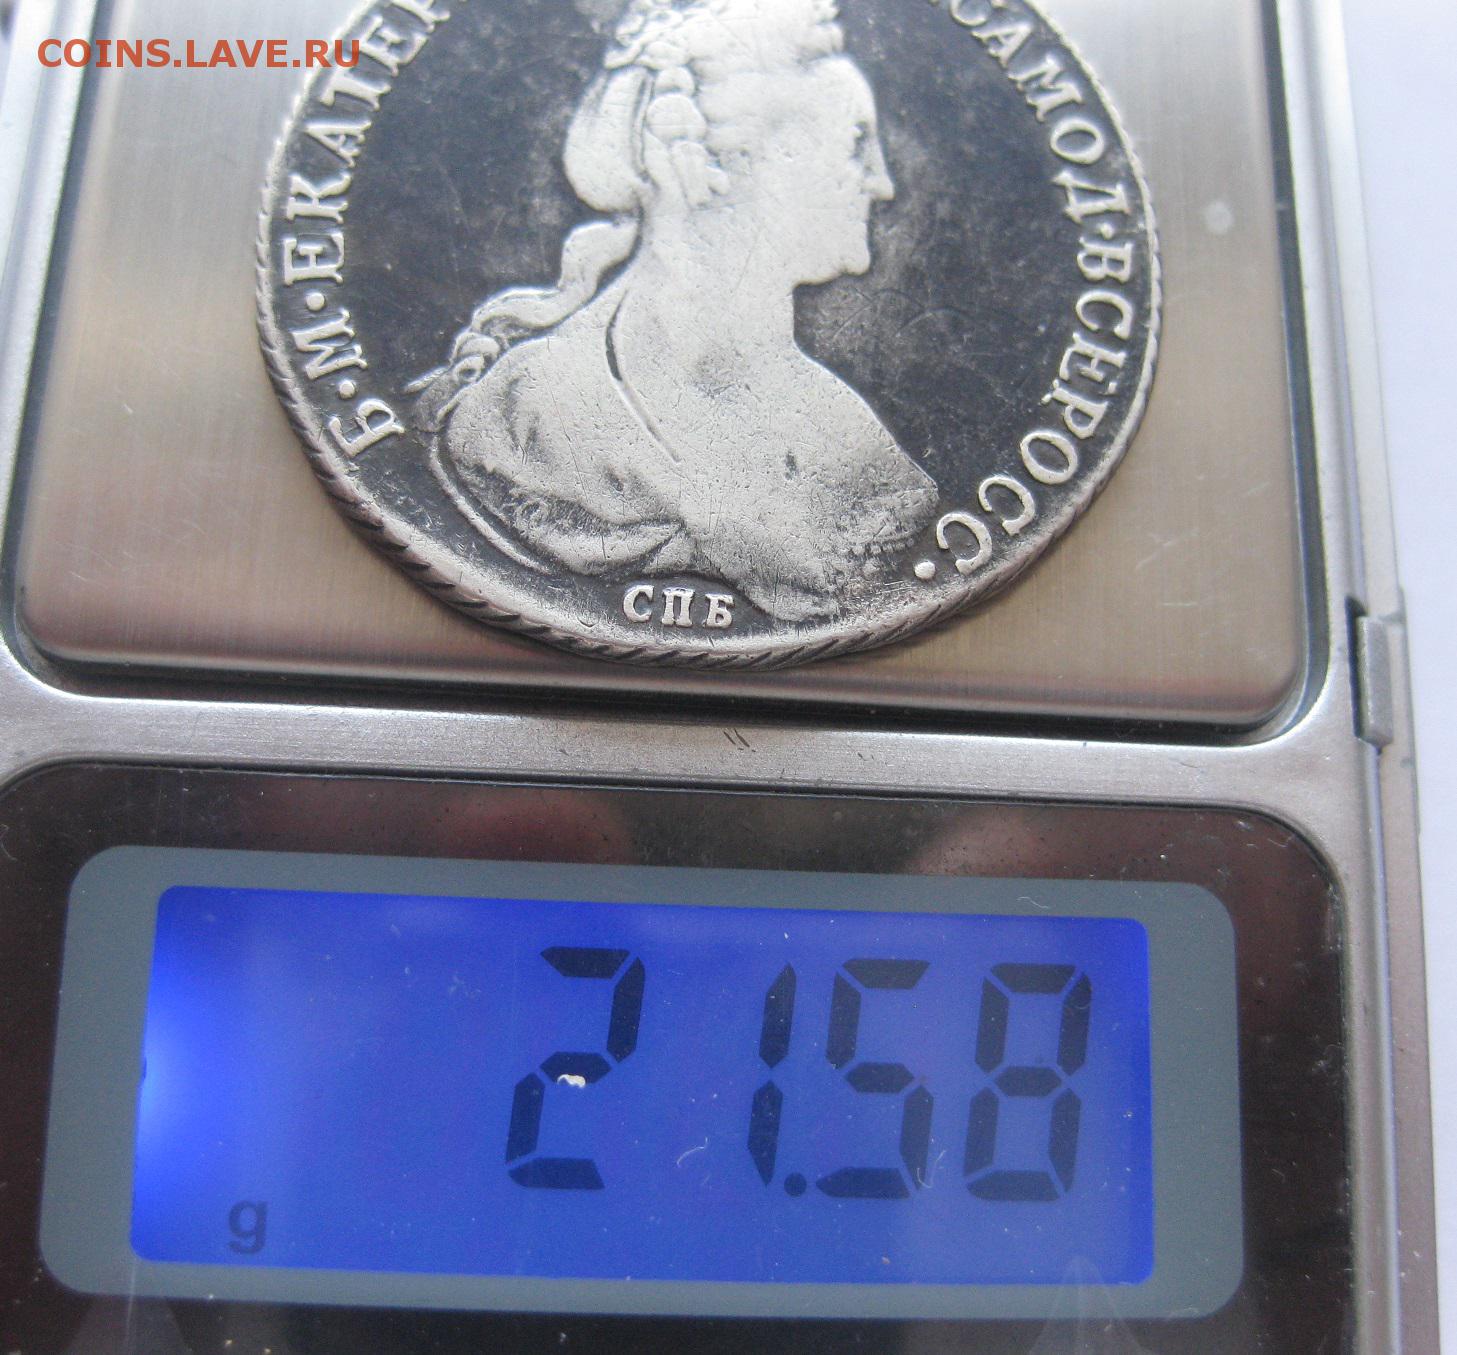 COINS.LAVE.RU
Б·М·ЕКАТЕР
САМОД·ВСЕРОСС.
СПБ
21.58
g